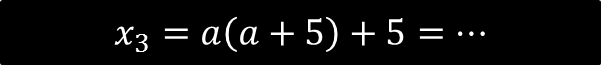 x₃ = a(a + 5) + 5 = ⋯